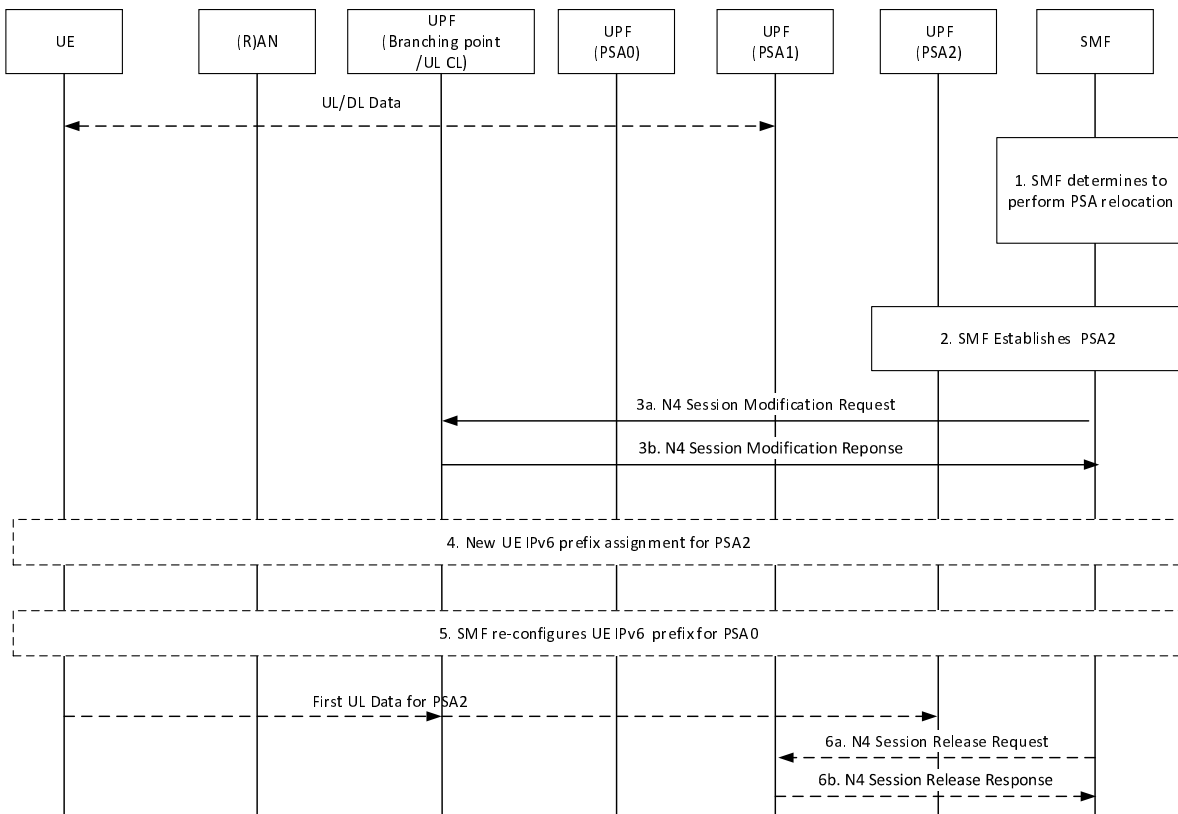 UE
(R)AN
UPF
(Branching point
/UL CL)
UPF
(PSA0)
UPF
(PSA1)
UPF
(PSA2)
SMF
UL/DL Data
1. SMF determines to
perform PSA relocation
2. SMF Establishes PSA2
3a. N4 Session Modification Request
3b. N4 Session Modification Reponse
4. New UE IPv6 prefix assignment for PSA2
5. SMF re-configures UE IPv6 prefix for PSA0
First UL Data for PSA2
6a. N4 Session Release Request
6b. N4 Session Release Response